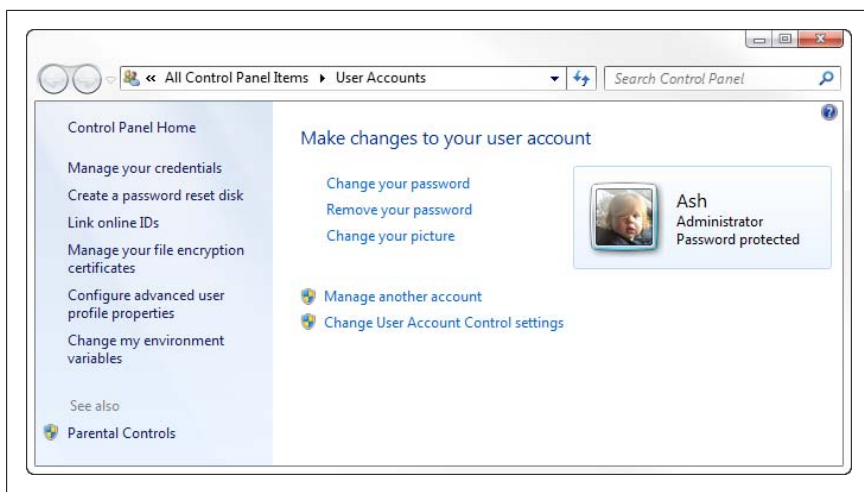 « All Control Panel Items ▸ User Accounts
Search Control Panel
Control Panel Home
Manage your credentials
Create a password reset disk
Link online IDs
Manage your file encryption
certificates
Configure advanced user
profile properties
Change my environment
variables
See also
Parental Controls
Make changes to your user account
Change your password
Remove your password
Change your picture
Manage another account
Change User Account Control settings
Ash
Administrator
Password protected